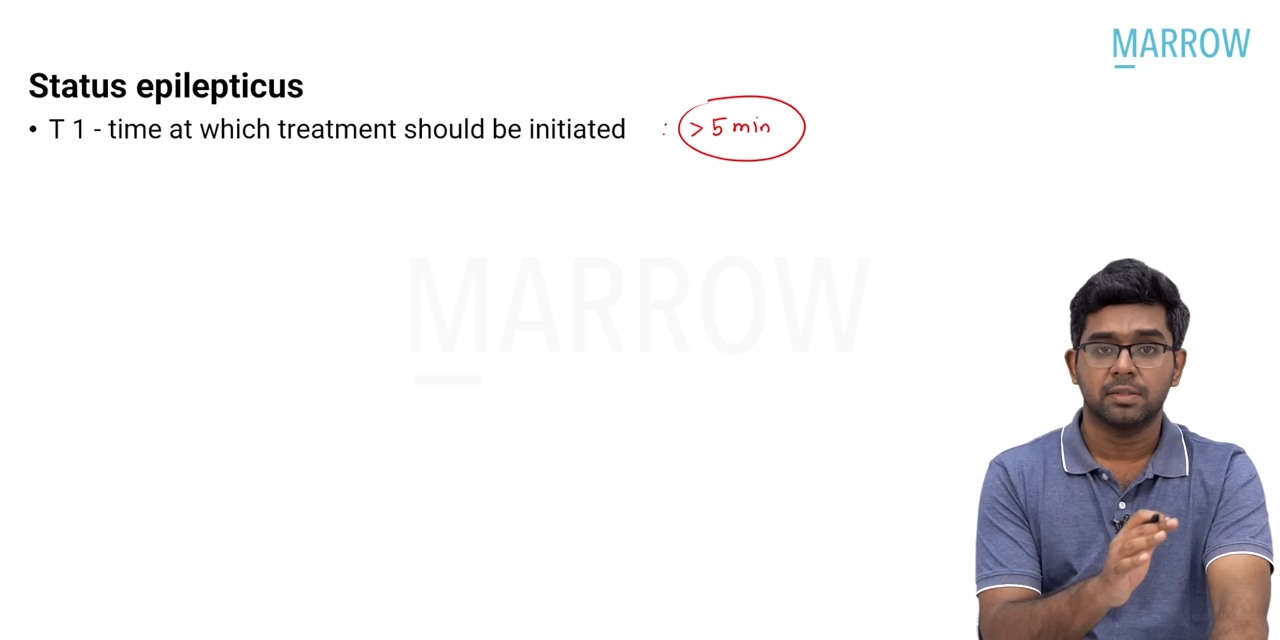 MARROW
Status epilepticus
• T 1 - time at which treatment should be initiated : > 5 min
MARROW